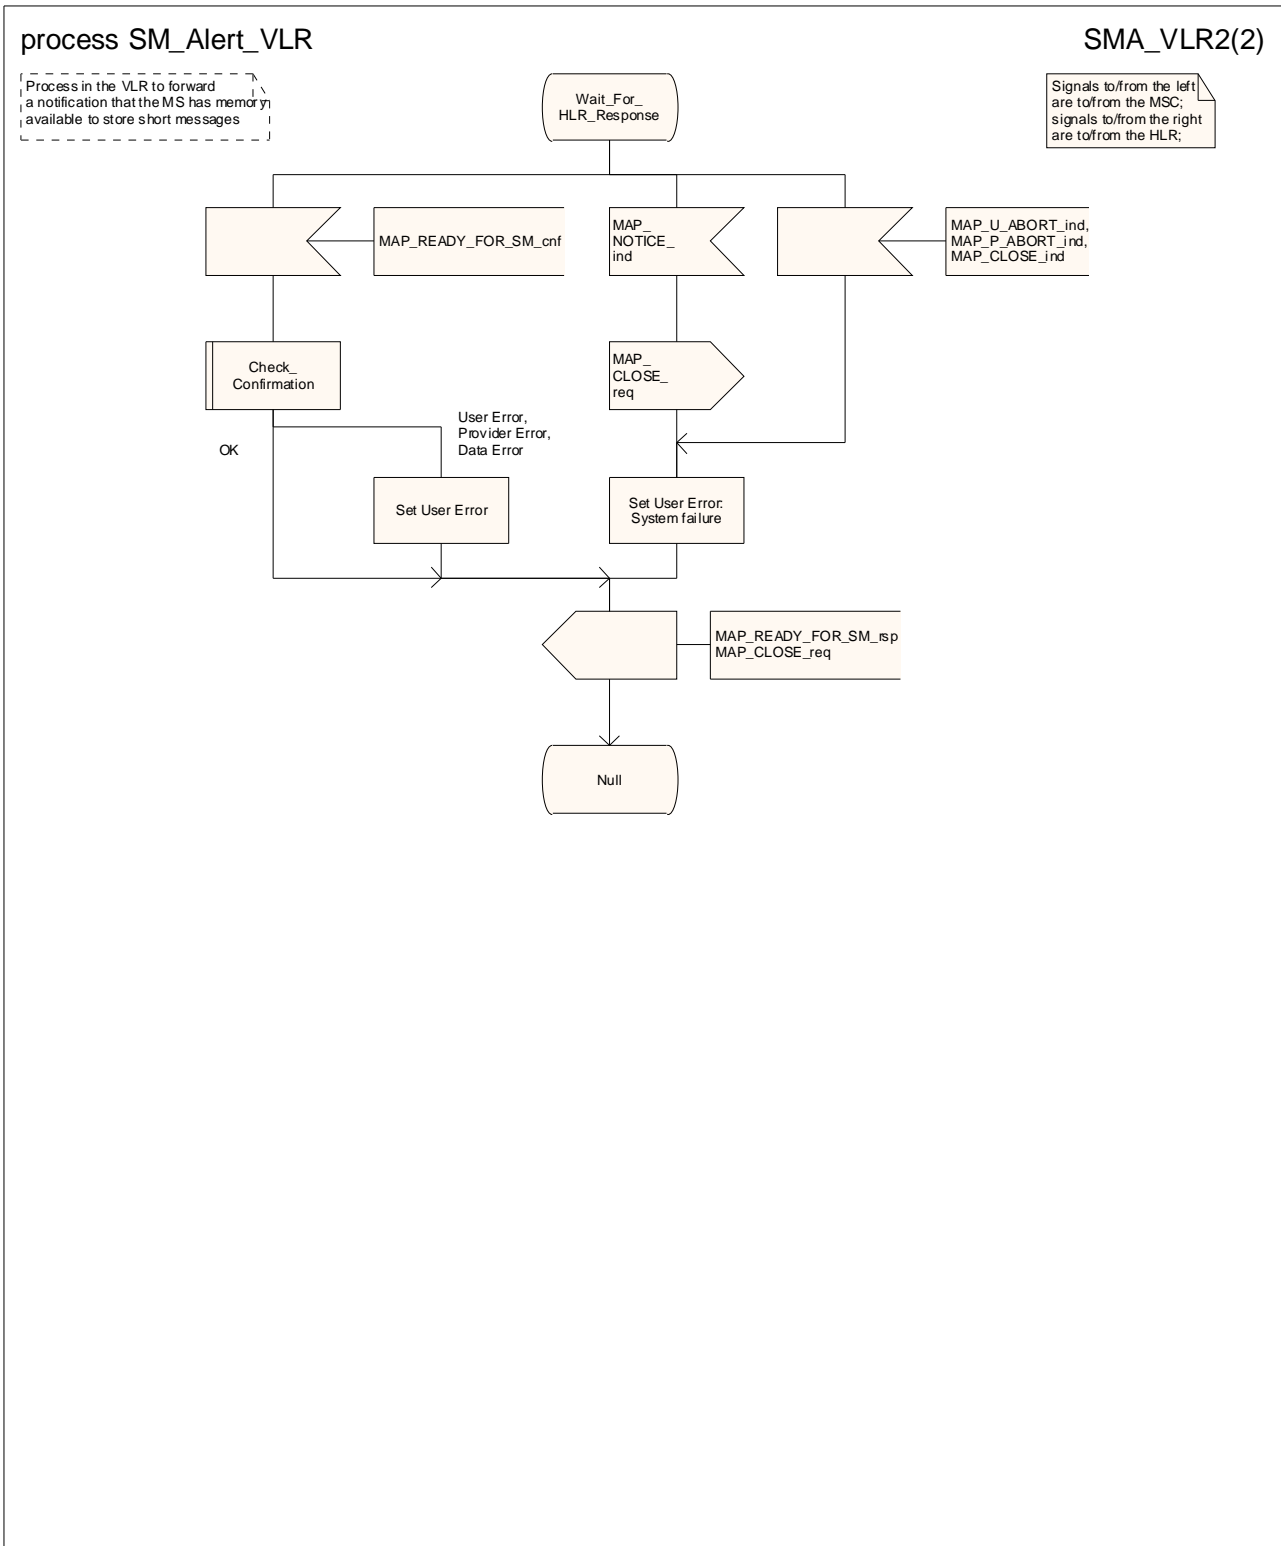 process SM_Alert_VLR
SMA_VLR2(2)
Process in the VLR to forward
a notification that the MS has memory
available to store short messages
Wait_For_
HLR_Response
Signals to/from the left
are to/from the MSC;
signals to/from the right
are to/from the HLR;
MAP_READY_FOR_SM_cnf
MAP_
NOTICE_
ind
MAP_U_ABORT_ind,
MAP_P_ABORT_ind,
MAP_CLOSE_ind
Check_
Confirmation
MAP_
CLOSE_
req
OK
User Error,
Provider Error,
Data Error
Set User Error
Set User Error:
System failure
MAP_READY_FOR_SM_rsp
MAP_CLOSE_req
Null